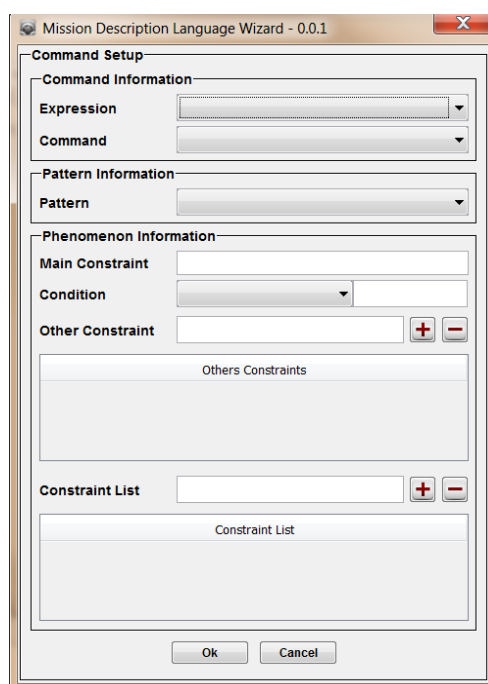 Mission Description Language Wizard - 0.0.1
Command Setup
Command Information
Expression
Command
Pattern Information
Pattern
Phenomenon Information
Main Constraint
Condition
Other Constraint
Others Constraints
Constraint List
Constraint List
Ok Cancel